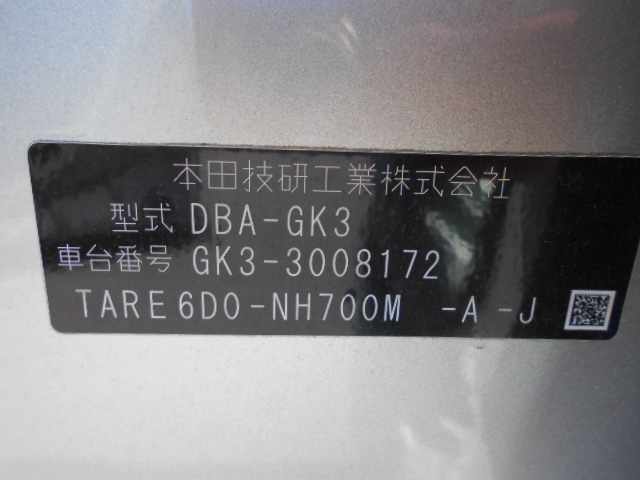 本田技研工業株式会社
型式 DBA-GK3
車台番号 GK3-3008172
TARE6D0-NH700M -A -J